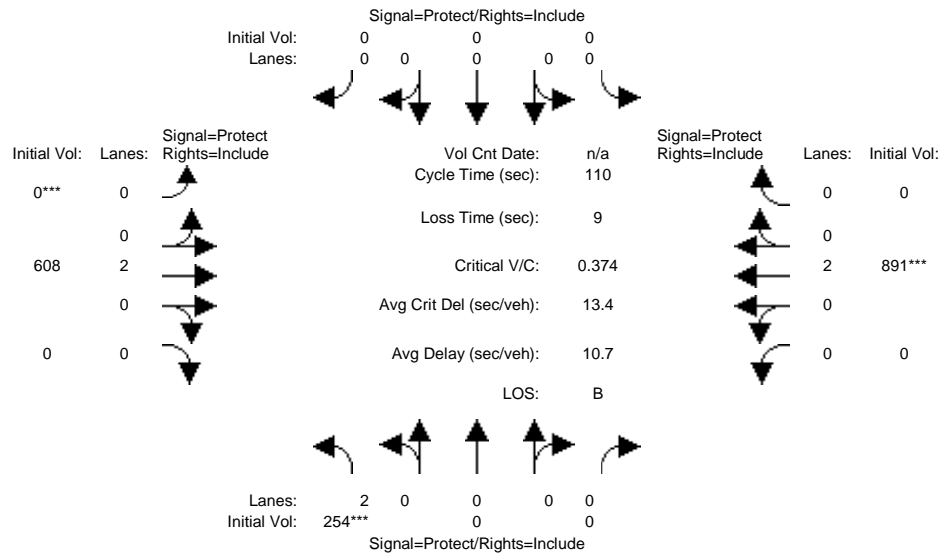 Signal=Protect/Rights=Include
Initial Vol: 0 0 0
Lanes: 0 0 0 0 0
Signal=Protect
Initial Vol: Lanes: Rights=Include
Vol Cnt Date: n/a
Signal=Protect
Rights=Include Lanes: Initial Vol:
Cycle Time (sec): 110
0*** 0
0 0
Loss Time (sec): 9
0
0
608 2
Critical V/C: 0.374
2 891***
0
Avg Crit Del (sec/veh): 13.4
0
0 0
Avg Delay (sec/veh): 10.7
0 0
LOS: B
Lanes: 2 0 0 0 0
Initial Vol: 254*** 0 0
Signal=Protect/Rights=Include